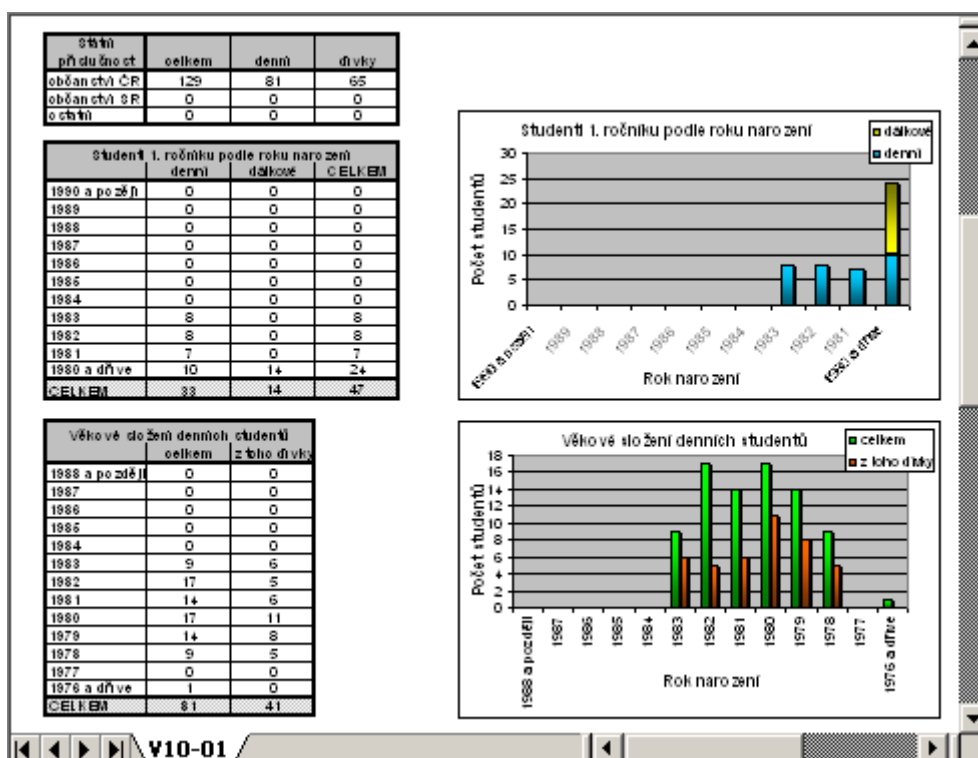 Státní
příslušnost celkem denní dívky
občanství ČR 129 81 65
občanství SR 0 0 0
ostatní 0 0 0
Studenti 1. ročníku podle roku narození
denní dálkové CELKEM
1990 a později 0 0 0
1989 0 0 0
1988 0 0 0
1987 0 0 0
1986 0 0 0
1985 0 0 0
1984 0 0 0
1983 8 0 8
1982 8 0 8
1981 7 0 7
1980 a dříve 10 14 24
CELKEM 33 14 47
Věkové složení denních studentů
celkem z toho dívky
1988 a později 0 0
1987 0 0
1986 0 0
1985 0 0
1984 0 0
1983 9 6
1982 17 5
1981 14 6
1980 17 11
1979 14 8
1978 9 5
1977 0 0
1976 a dříve 1 0
CELKEM 81 41
Studenti 1. ročníku podle roku narození
dálkové
denní
Počet studentů
30
25
20
15
10
5
0
1990 a později 1989 1988 1987 1986 1985 1984 1983 1982 1981 1980 a dříve
Rok narození
Věkové složení denních studentů
celkem
z toho dívky
Počet studentů
18
16
14
12
10
8
6
4
2
0
1988 a později 1987 1986 1985 1984 1983 1982 1981 1980 1979 1978 1977 1976 a dříve
Rok narození
V10-01